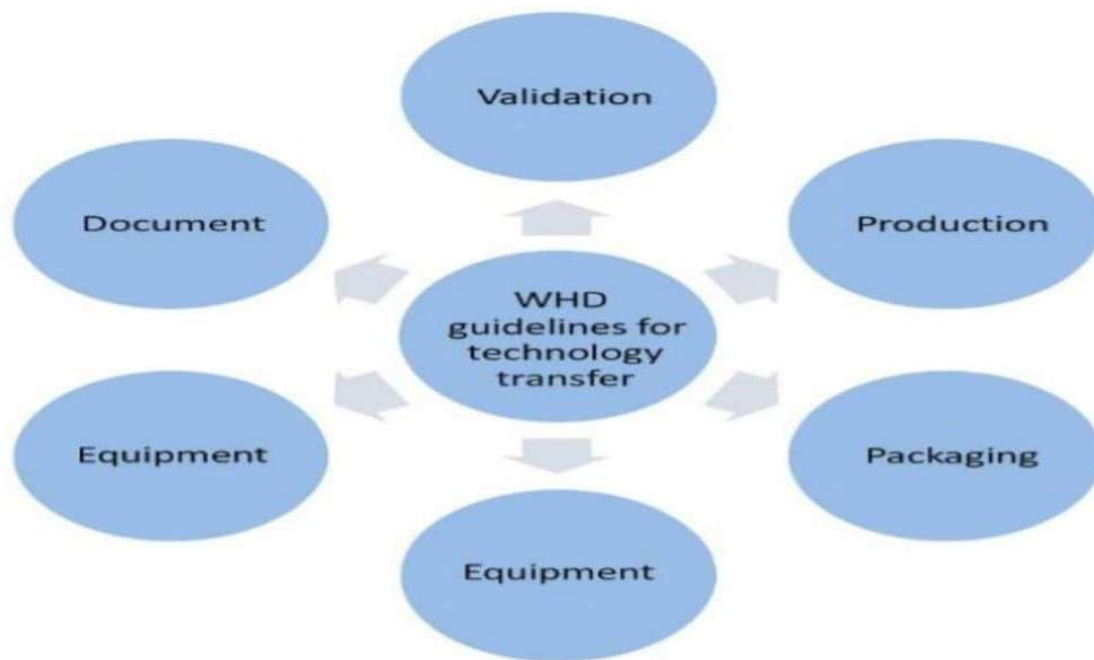 Validation
Document
Production
WHD
guidelines for
technology
transfer
Equipment
Packaging
Equipment